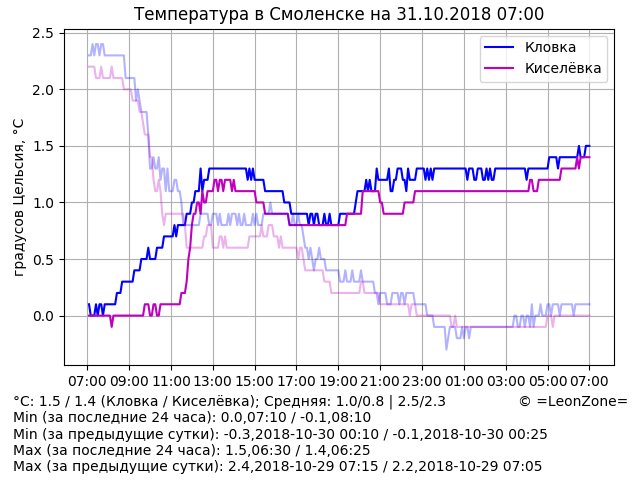 Температура в Смоленске на 31.10.2018 07:00
2.5
2.0
1.5
1.0
0.5
0.0
градусов Цельсия, °C
Кловка
Киселёвка
07:00 09:00 11:00 13:00 15:00 17:00 19:00 21:00 23:00 01:00 03:00 05:00 07:00
°C: 1.5 / 1.4 (Кловка / Киселёвка); Средняя: 1.0/0.8 | 2.5/2.3 © =LeonZone=
Min (за последние 24 часа): 0.0,07:10 / -0.1,08:10
Min (за предыдущие сутки): -0.3,2018-10-30 00:10 / -0.1,2018-10-30 00:25
Max (за последние 24 часа): 1.5,06:30 / 1.4,06:25
Max (за предыдущие сутки): 2.4,2018-10-29 07:15 / 2.2,2018-10-29 07:05